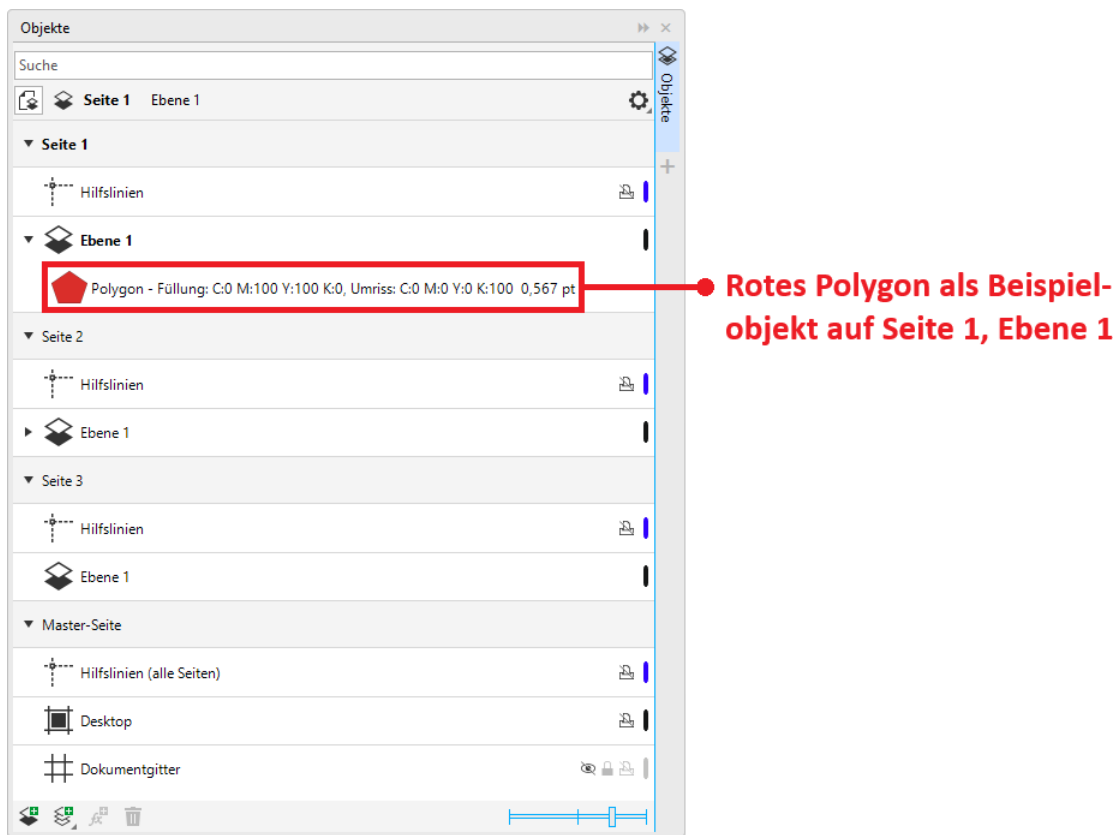 Objekte
Suche
Seite 1 Ebene 1
Objekte
Seite 1
Hilfslinien
Ebene 1
Polygon - Füllung: C:0 M:100 Y:100 K:0, Umriss: C:0 M:0 Y:0 K:100  0,567 pt
Rotes Polygon als Beispiel-
objekt auf Seite 1, Ebene 1
Seite 2
Hilfslinien
Ebene 1
Seite 3
Hilfslinien
Ebene 1
Master-Seite
Hilfslinien (alle Seiten)
Desktop
Dokumentgitter